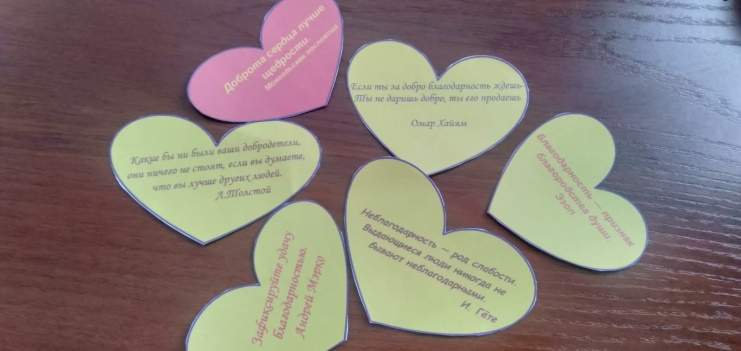 Доброта сердца лучше
щедрости.
Монгольская пословица
Если ты за добро благодарность ждешь-
Ты не даришь добро, ты его продаешь
Омар Хайям
Какие бы ни были ваши добродетели,
они ничего не стоят, если вы думаете,
что вы лучше других людей.
Л.Толстой
Благодарность — признак
благородства души.
Эзоп
Неблагодарность — род слабости.
Выдающиеся люди никогда не
бывают неблагодарными.
И. Гёте
Зафиксируйте удачу
благодарностью.
Андрей Мэрко